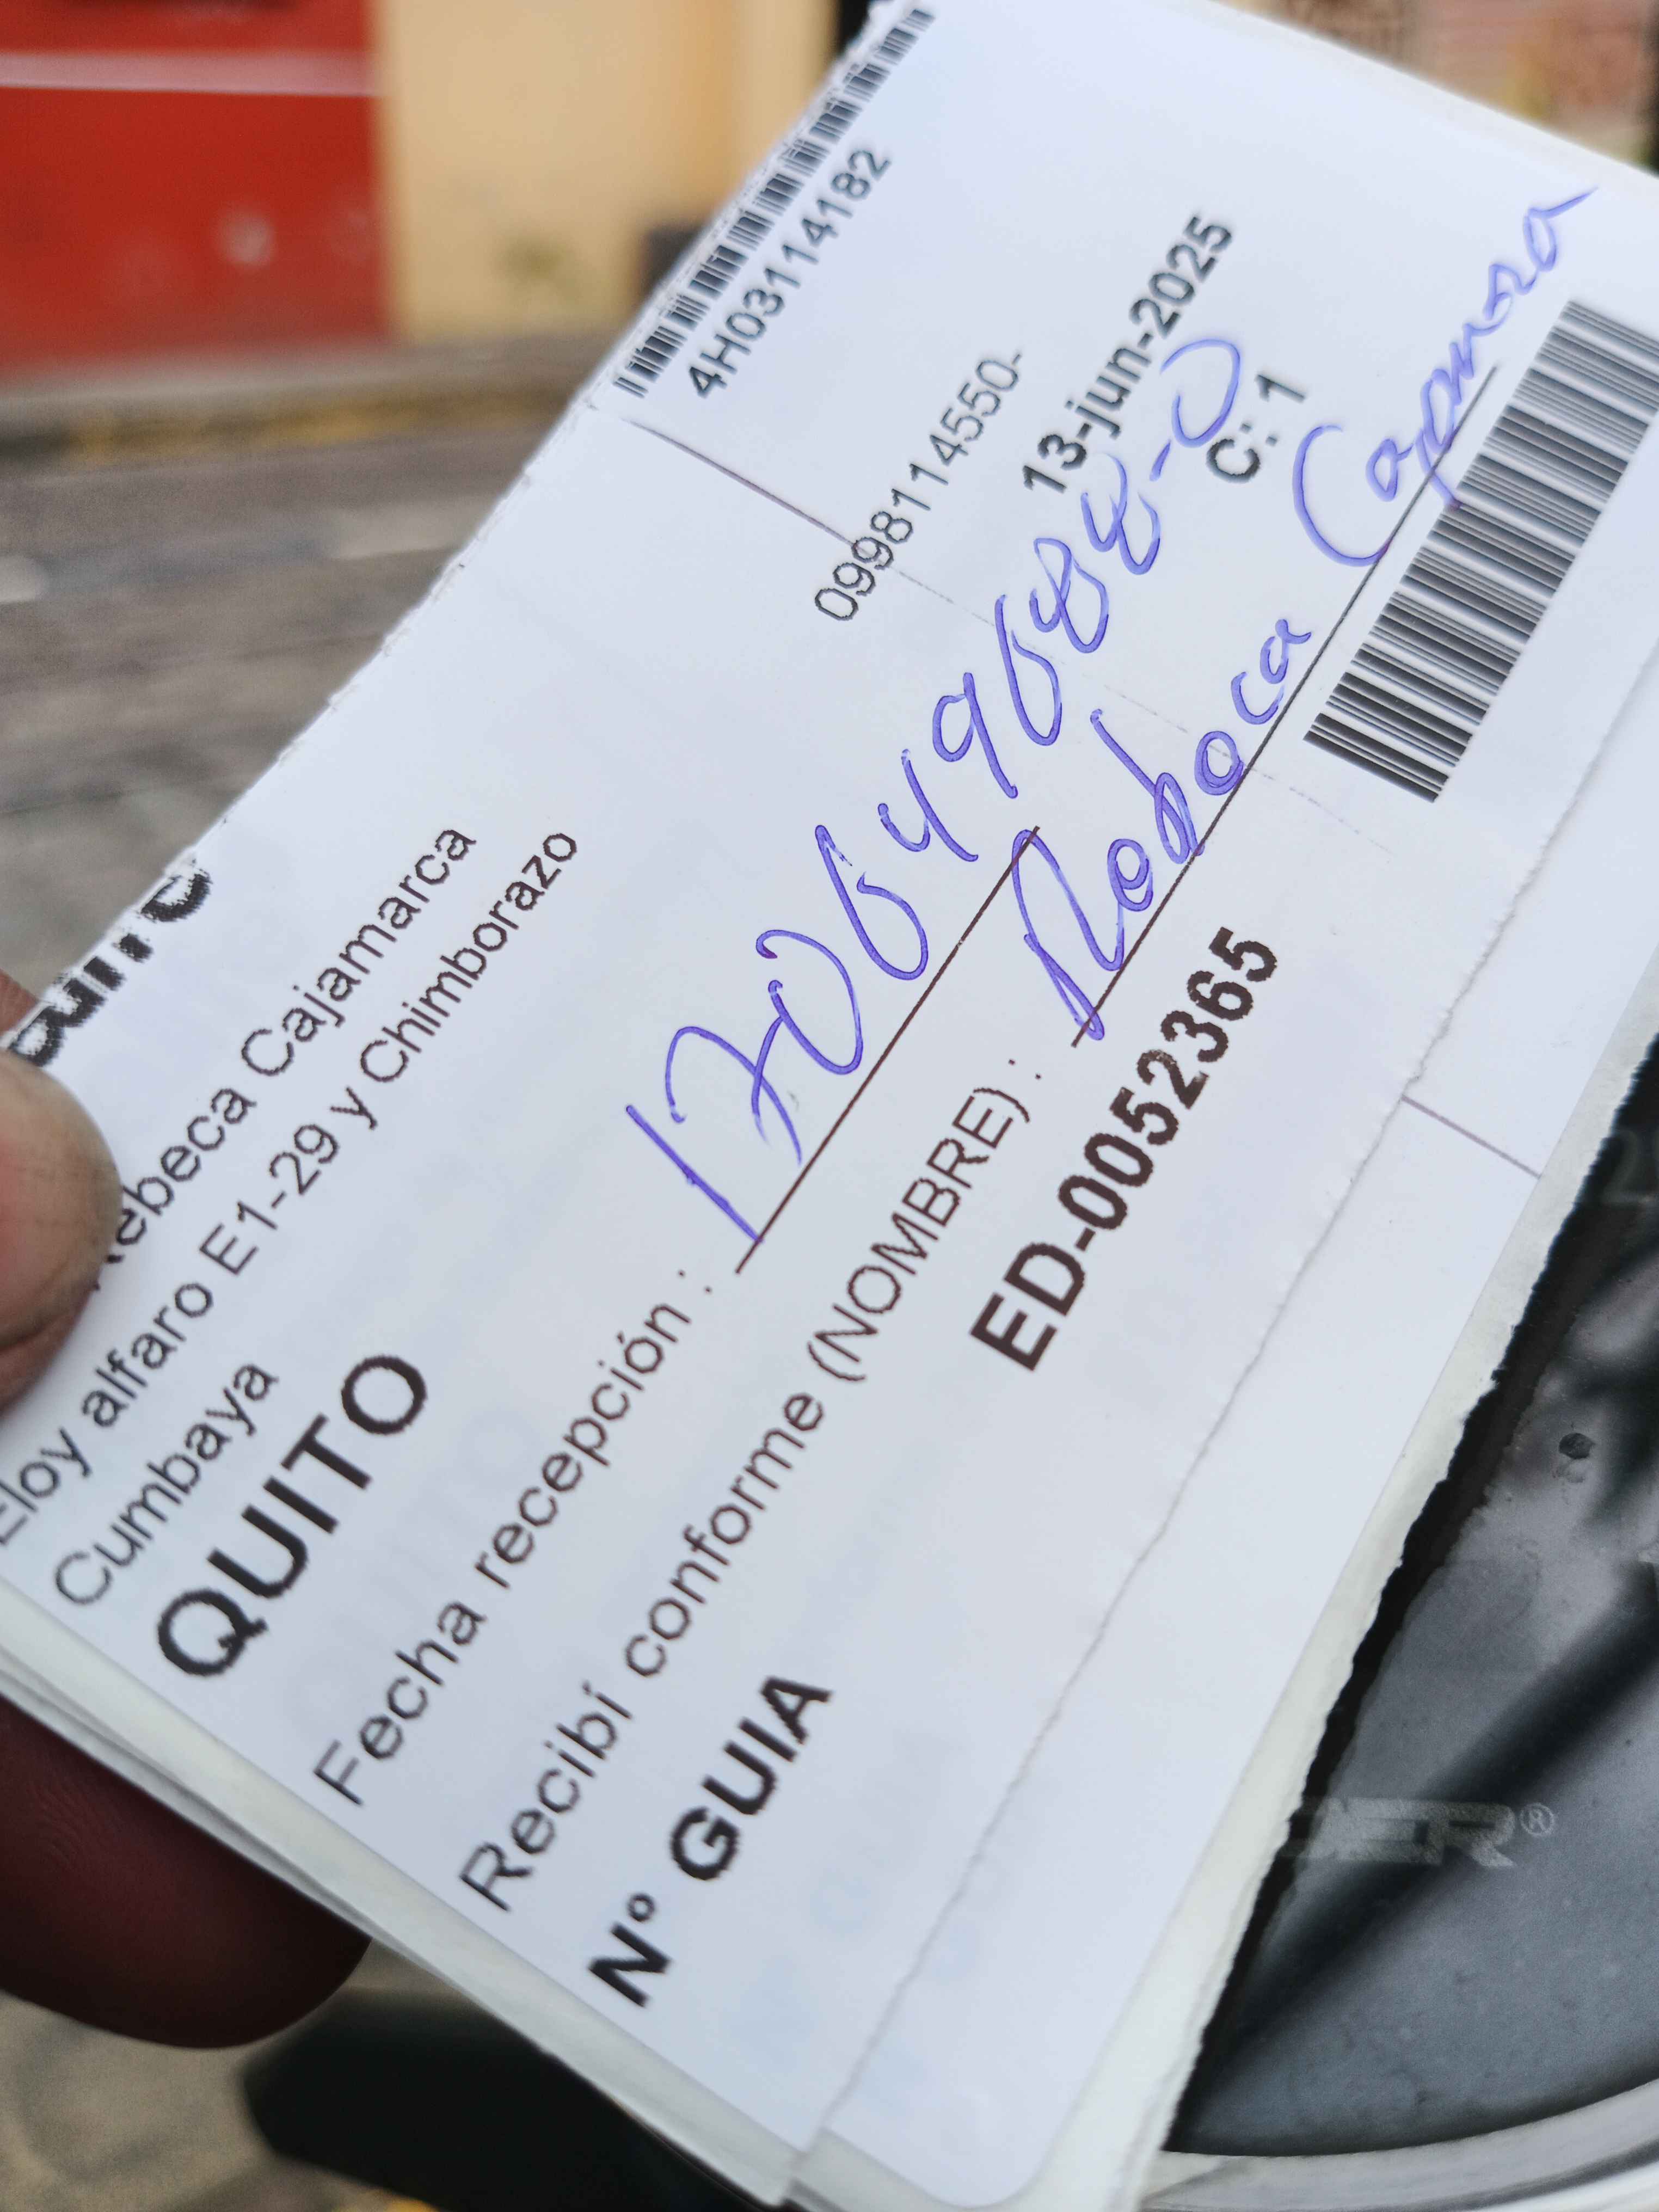 4H03114182
Rebeca Cajamarca
Eloy alfaro E1-29 y Chimborazo
Cumbaya
0998114550-
QUITO
13-jun-2025
Fecha recepción :
C: 1
Recibí conforme (NOMBRE) : Rebeca
Nº GUIA ED-0052365